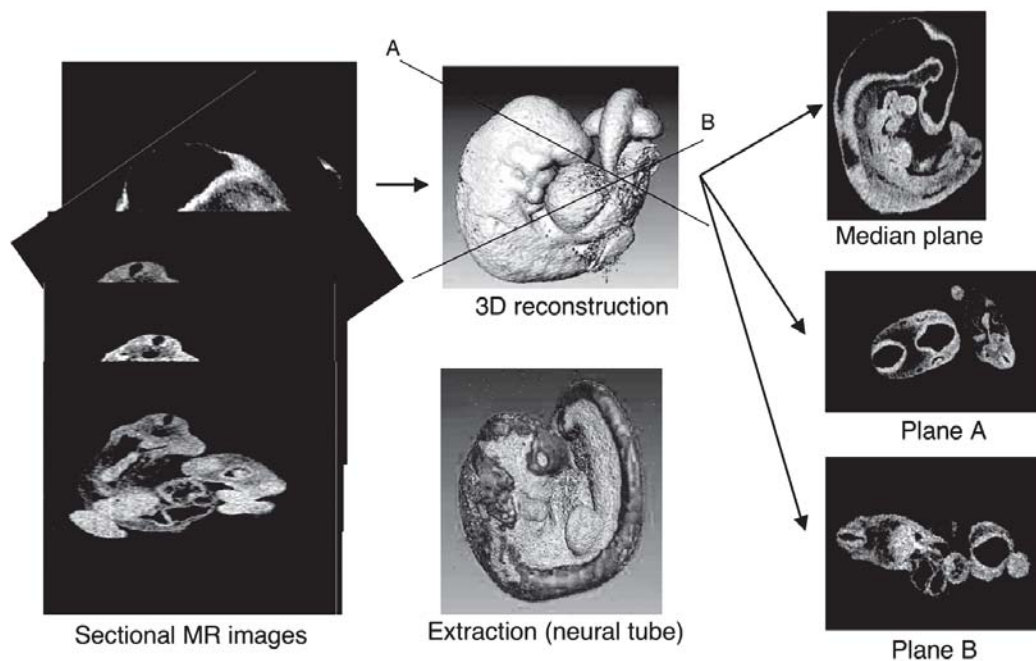 A
B
3D reconstruction
Median plane
Plane A
Sectional MR images
Extraction (neural tube)
Plane B